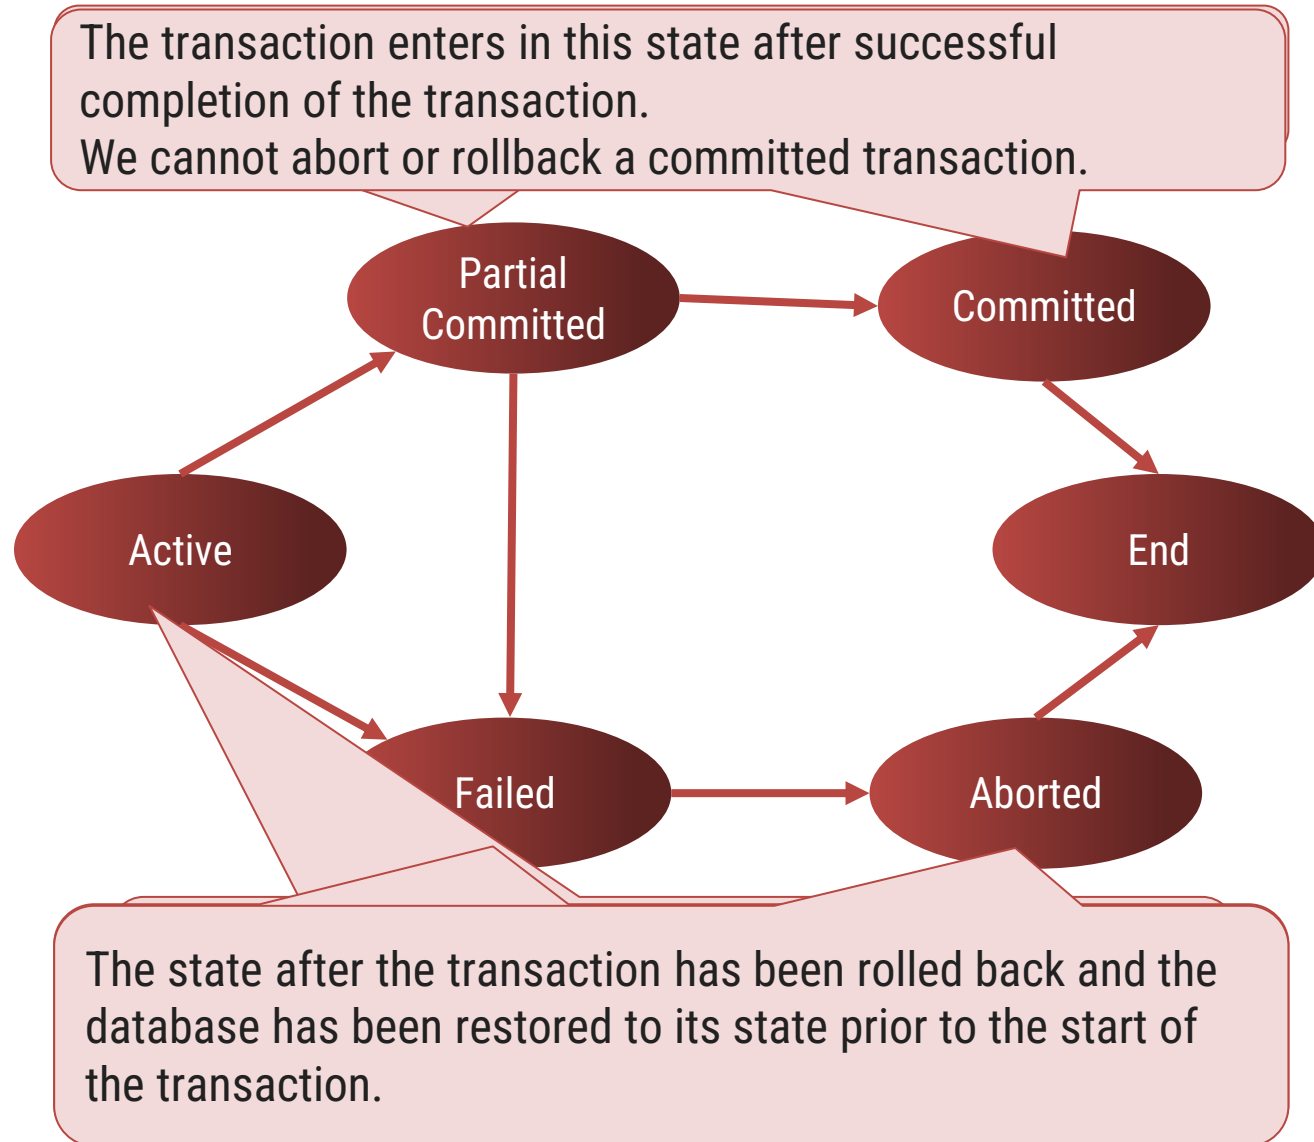 The transaction enters in this state after successful
completion of the transaction.
We cannot abort or rollback a committed transaction.
Partial
Committed
Committed
Active
End
Failed
Aborted
The state after the transaction has been rolled back and the
database has been restored to its state prior to the start of
the transaction.